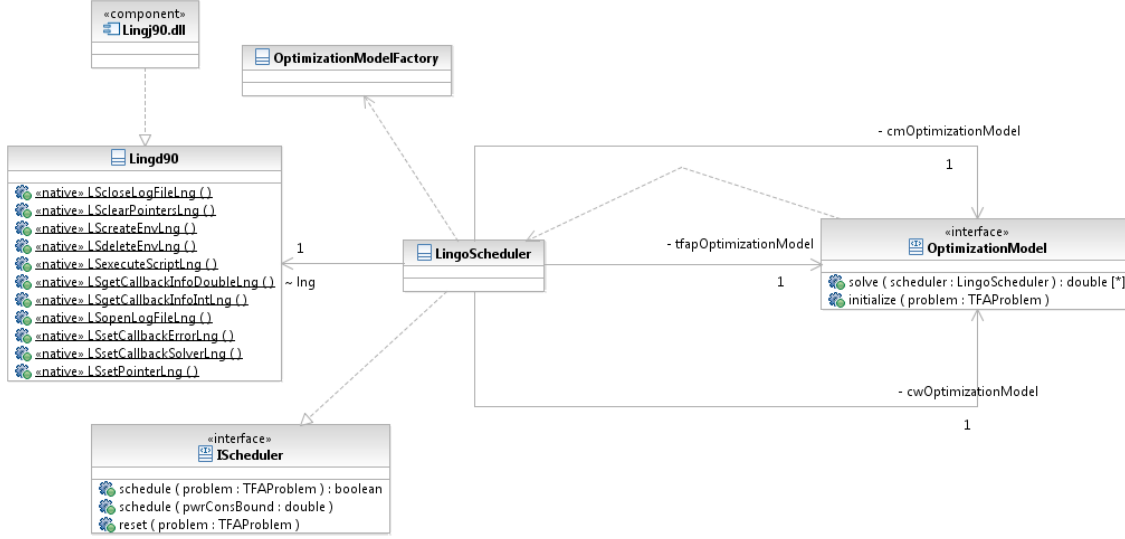 «component»
Lingj90.dll
OptimizationModelFactory
- cmOptimizationModel
1
Lingd90
«native» LScloseLogFileLng ( )
«native» LSclearPointersLng ( )
«native» LScreateEnvLng ( )
«native» LSdeleteEnvLng ( )
«native» LSexecuteScriptLng ( )
«native» LSgetCallbackInfoDoubleLng ( )
«native» LSgetCallbackInfoIntLng ( )
«native» LSopenLogFileLng ( )
«native» LSsetCallbackErrorLng ( )
«native» LSsetCallbackSolverLng ( )
«native» LSsetPointerLng ( )
1
~ lng
LingoScheduler
- tfapOptimizationModel
1
«interface»
OptimizationModel
solve ( scheduler : LingoScheduler ) : double [*]
initialize ( problem : TFAProblem )
- cwOptimizationModel
1
«interface»
IScheduler
schedule ( problem : TFAProblem ) : boolean
schedule ( pwrConsBound : double )
reset ( problem : TFAProblem )